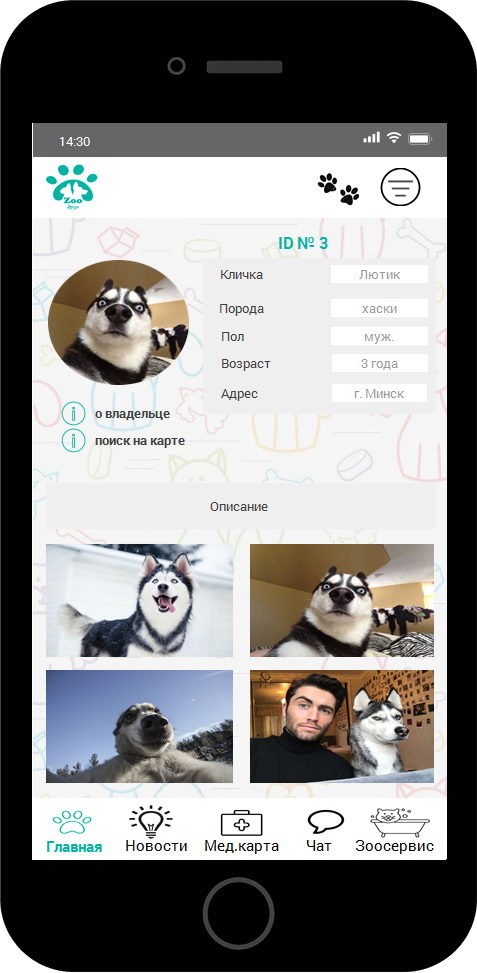 14:30
Zoo
друг
ID № 3
Кличка Лютик
Порода хаски
Пол муж.
Возраст 3 года
Адрес г. Минск
о владельце
поиск на карте
Описание
Главная Новости Мед.карта Чат Зоосервис